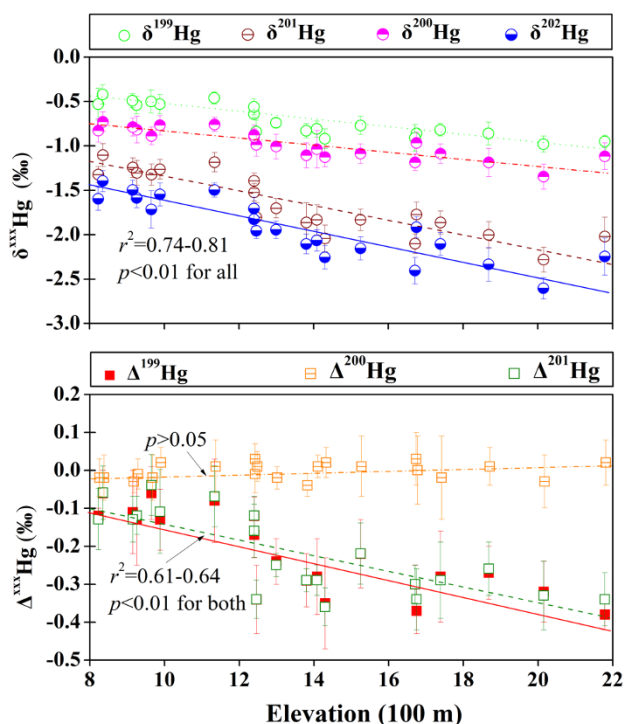 δ¹⁹⁹Hg δ²⁰¹Hg δ²⁰⁰Hg δ²⁰²Hg
0.0
-0.5
-1.0
-1.5
-2.0
-2.5
-3.0
δˣˣˣHg (‰)
r²=0.74-0.81
p<0.01 for all
Δ¹⁹⁹Hg Δ²⁰⁰Hg Δ²⁰¹Hg
0.2
0.1
0.0
-0.1
-0.2
-0.3
-0.4
-0.5
ΔˣˣˣHg (‰)
p>0.05
r²=0.61-0.64
p<0.01 for both
8 10 12 14 16 18 20 22
Elevation (100 m)